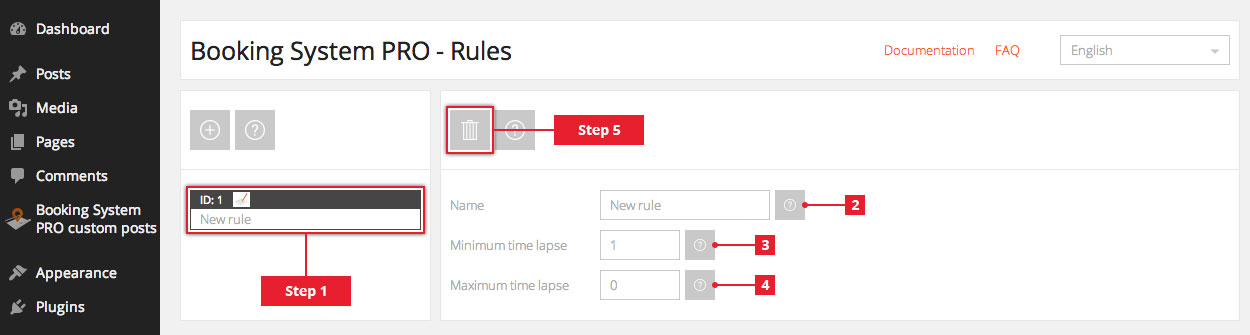 Dashboard
Posts
Media
Pages
Comments
Booking System
PRO custom posts
Appearance
Plugins
Booking System PRO - Rules
Documentation
FAQ
English
?
?
Step 5
ID: 1
New rule
Step 1
Name
New rule
?
2
Minimum time lapse
1
?
3
Maximum time lapse
0
?
4